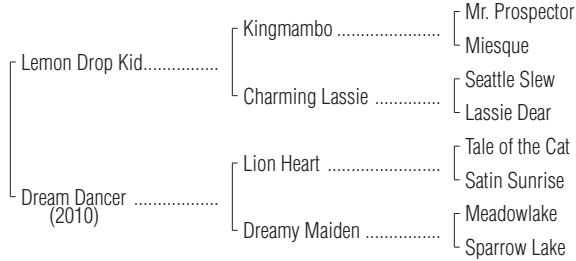 Mr. Prospector
Kingmambo ......................
Miesque
Lemon Drop Kid................
Seattle Slew
Charming Lassie ..............
Lassie Dear
Tale of the Cat
Lion Heart ........................
Satin Sunrise
Dream Dancer ..................
(2010)
Meadowlake
Dreamy Maiden ................
Sparrow Lake